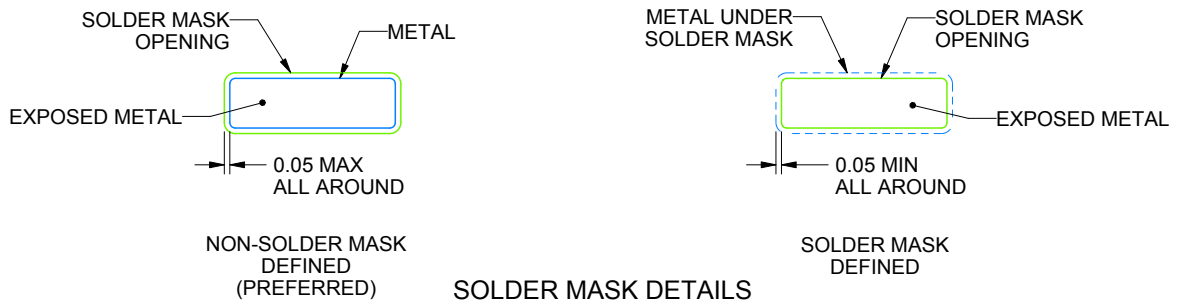 SOLDER MASK
OPENING
METAL
EXPOSED METAL
0.05 MAX
ALL AROUND
NON-SOLDER MASK
DEFINED
(PREFERRED)
METAL UNDER
SOLDER MASK
SOLDER MASK
OPENING
EXPOSED METAL
0.05 MIN
ALL AROUND
SOLDER MASK
DEFINED
SOLDER MASK DETAILS